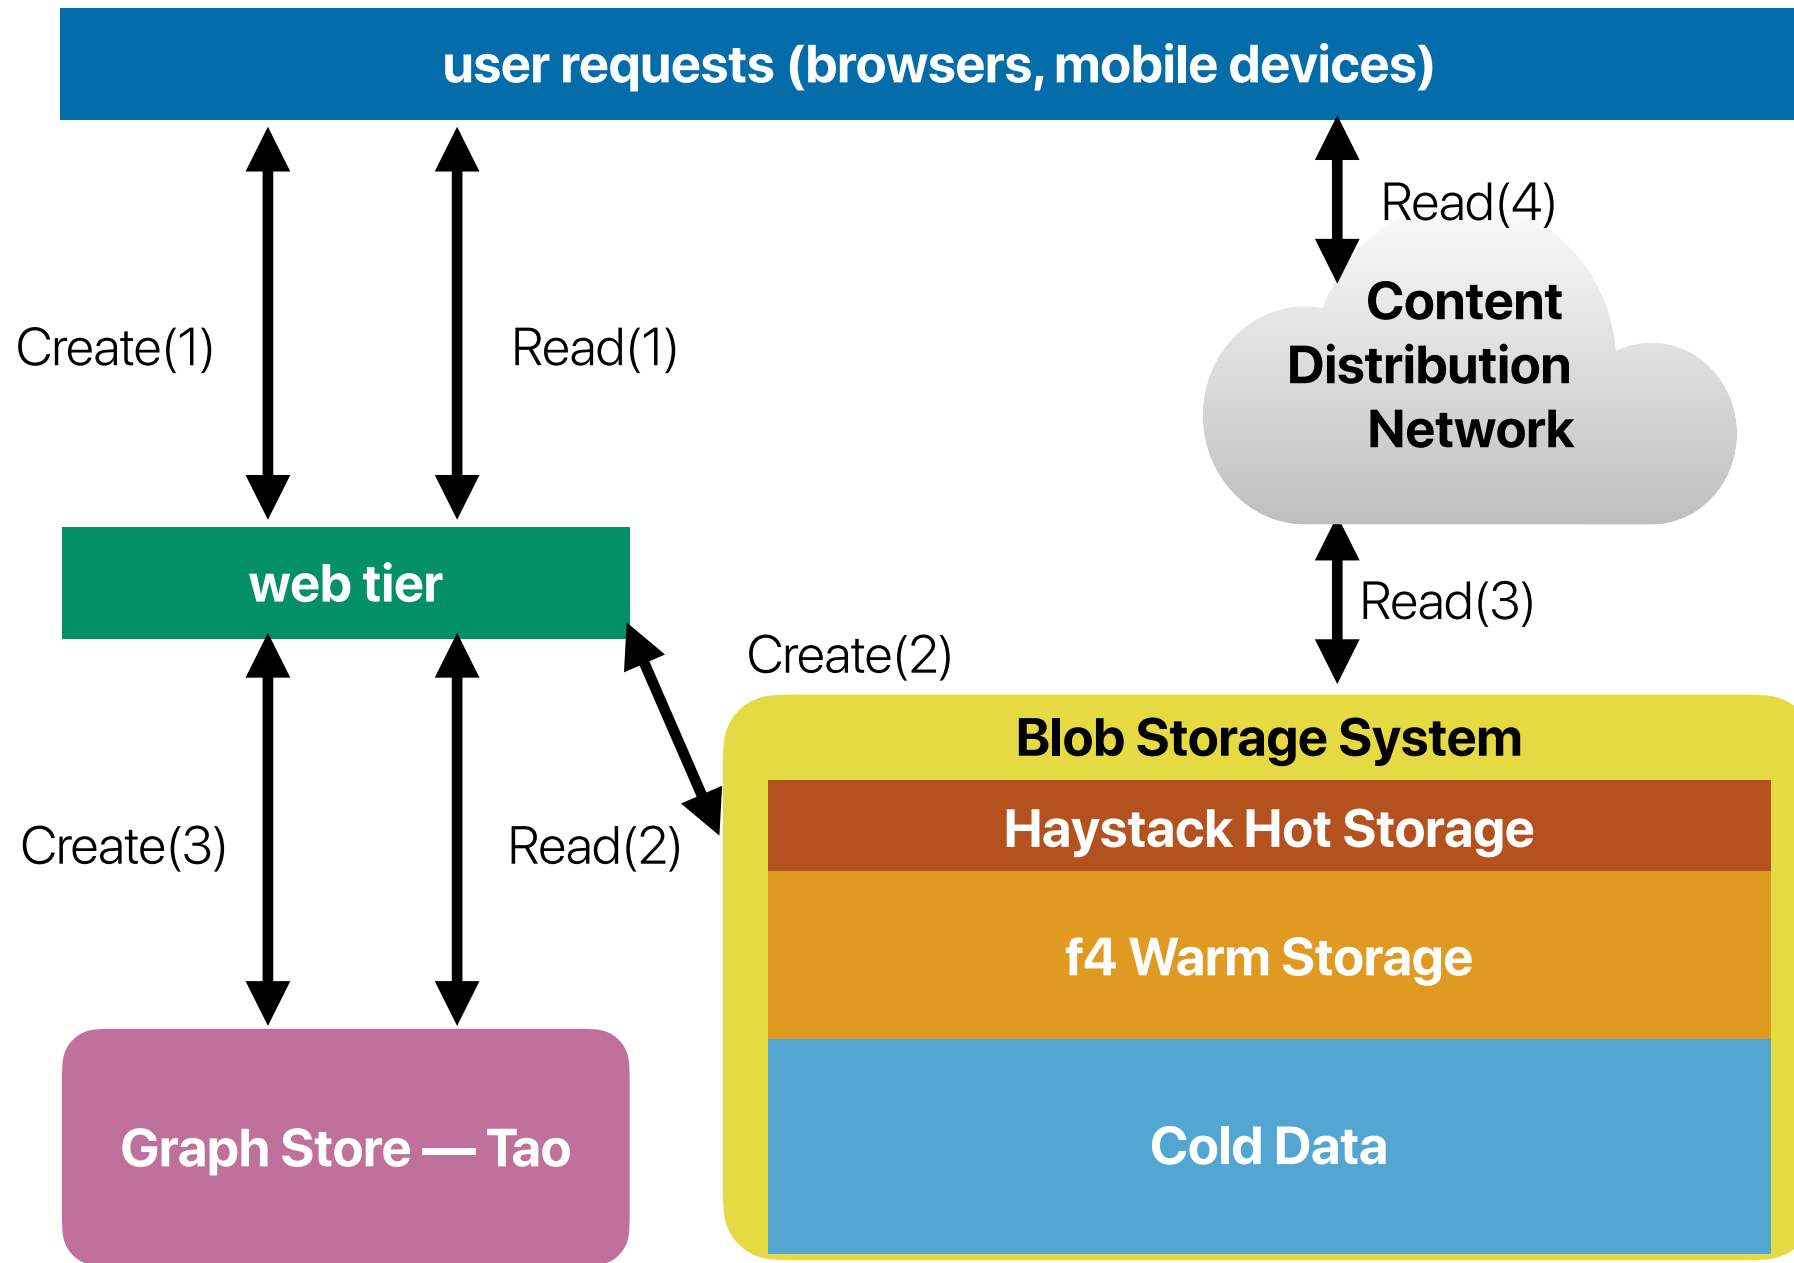 user requests (browsers, mobile devices)
Read(4)
Content
Distribution
Network
Create(1)
Read(1)
web tier
Read(3)
Create(2)
Blob Storage System
Haystack Hot Storage
Create(3)
Read(2)
f4 Warm Storage
Graph Store — Tao
Cold Data